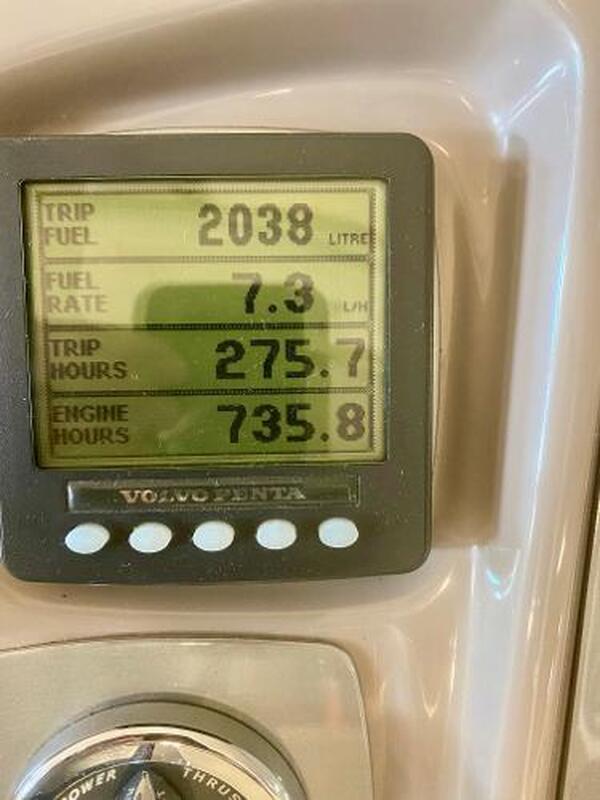 TRIP FUEL 2038 LITRE
FUEL RATE 7.3 L/H
TRIP HOURS 275.7
ENGINE HOURS 735.8
VOLVO PENTA
POWER THRUS